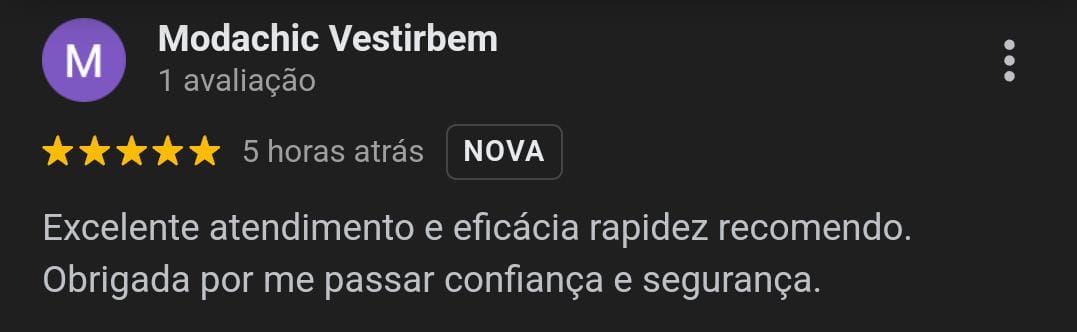 M
Modachic Vestirbem
1 avaliação
5 horas atrás NOVA
Excelente atendimento e eficácia rapidez recomendo.
Obrigada por me passar confiança e segurança.